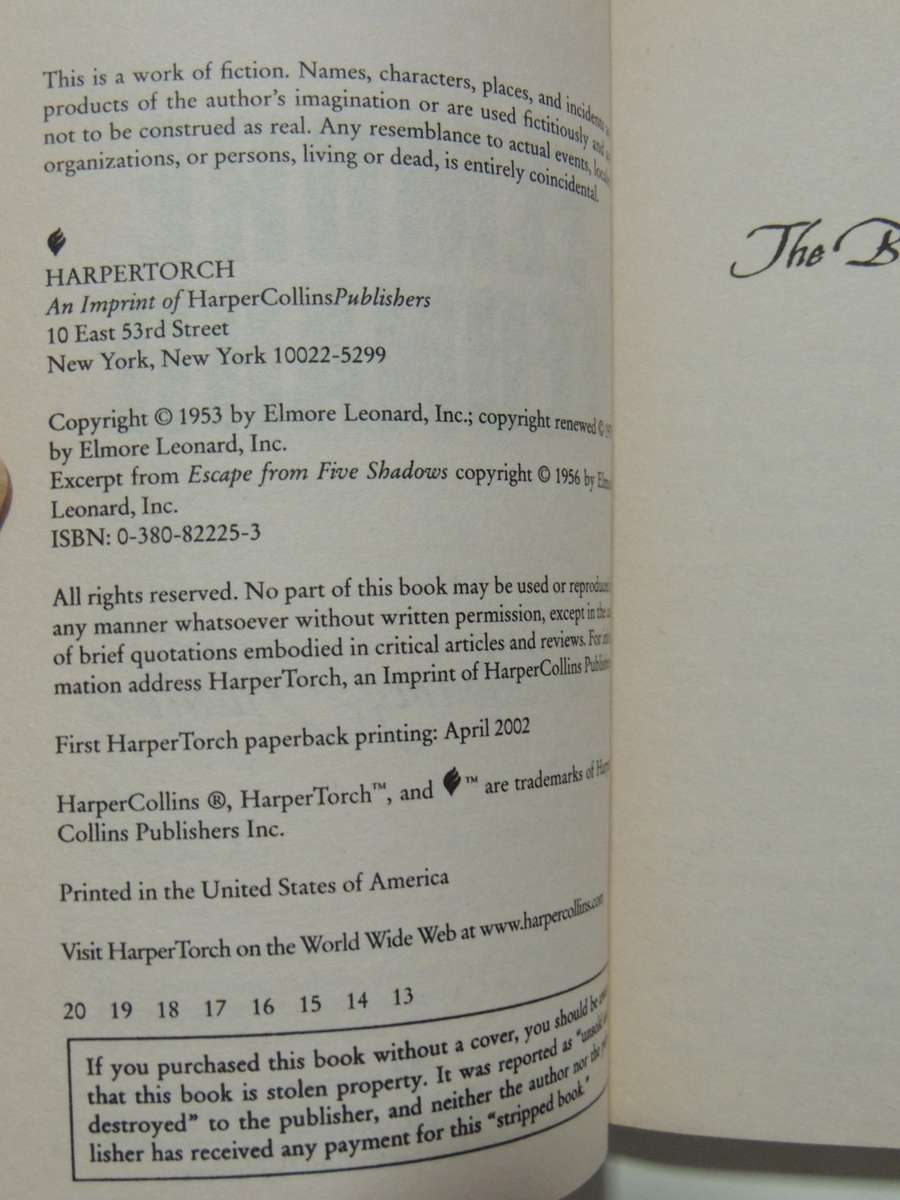 This is a work of fiction. Names, characters, places, and incidents
products of the author's imagination or are used fictitiously and
not to be construed as real. Any resemblance to actual events,
organizations, or persons, living or dead, is entirely coincidental.
HARPERTORCH
An Imprint of HarperCollinsPublishers
10 East 53rd Street
New York, New York 10022-5299
Copyright © 1953 by Elmore Leonard, Inc.; copyright renewed ©
by Elmore Leonard, Inc.
Excerpt from Escape from Five Shadows copyright © 1956 by
Leonard, Inc.
ISBN: 0-380-82225-3
All rights reserved. No part of this book may be used or
any manner whatsoever without written permission, except in the
of brief quotations embodied in critical articles and reviews. For
mation address HarperTorch, an Imprint of HarperCollins
First HarperTorch paperback printing: April 2002
HarperCollins ®, HarperTorch™, and ™ are trademarks of
Collins Publishers Inc.
Printed in the United States of America
Visit HarperTorch on the World Wide Web at www.harpercollins.com
20 19 18 17 16 15 14 13
If you purchased this book without a cover, you should be
that this book is stolen property. It was reported as "unsold
destroyed" to the publisher, and neither the author nor the
lisher has received any payment for this "stripped book."
The B